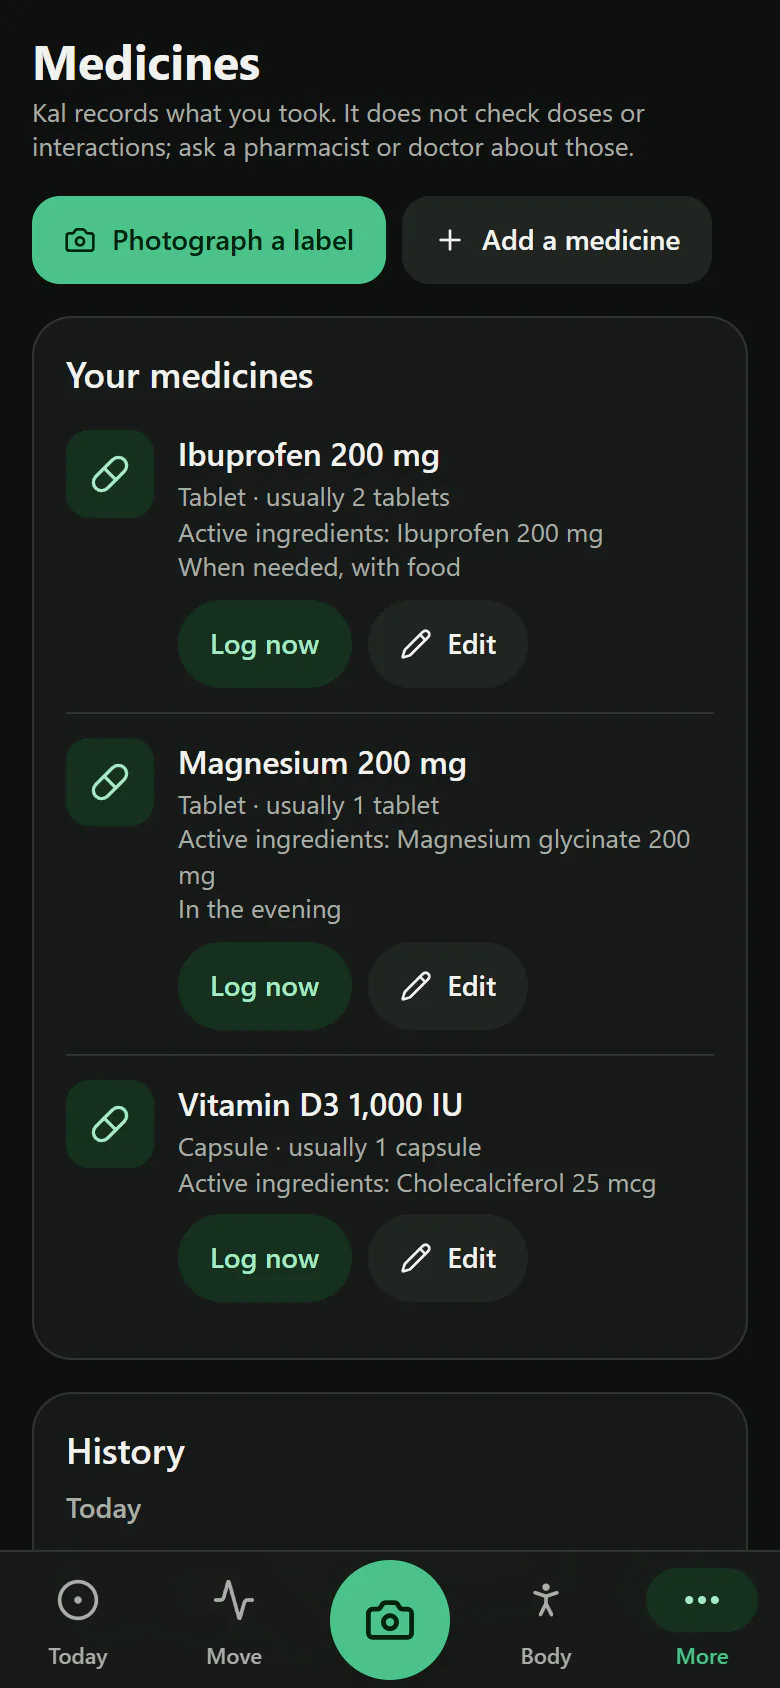 Medicines
Kal records what you took. It does not check doses or
interactions; ask a pharmacist or doctor about those.
Photograph a label
Add a medicine
Your medicines
Ibuprofen 200 mg
Tablet · usually 2 tablets
Active ingredients: Ibuprofen 200 mg
When needed, with food
Log now
Edit
Magnesium 200 mg
Tablet · usually 1 tablet
Active ingredients: Magnesium glycinate 200
mg
In the evening
Log now
Edit
Vitamin D3 1,000 IU
Capsule · usually 1 capsule
Active ingredients: Cholecalciferol 25 mcg
Log now
Edit
History
Today
Today
Move
Body
More